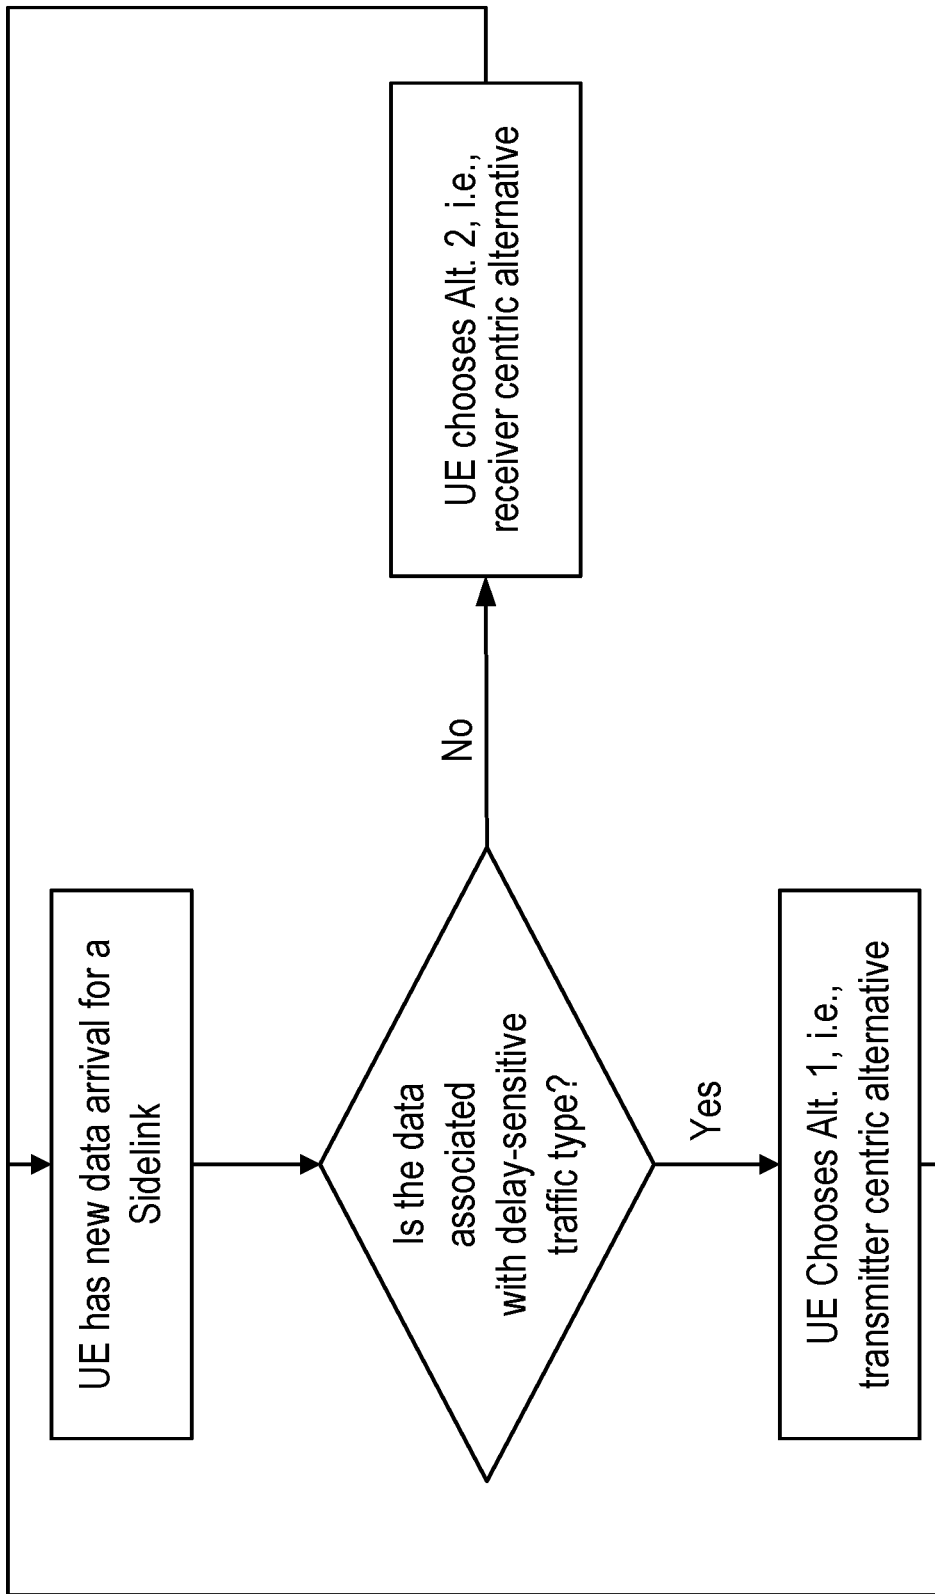 UE has new data arrival for a
Sidelink
Is the data
associated
with delay-sensitive
traffic type?
No
UE chooses Alt. 2, i.e.,
receiver centric alternative
Yes
UE Chooses Alt. 1, i.e.,
transmitter centric alternative